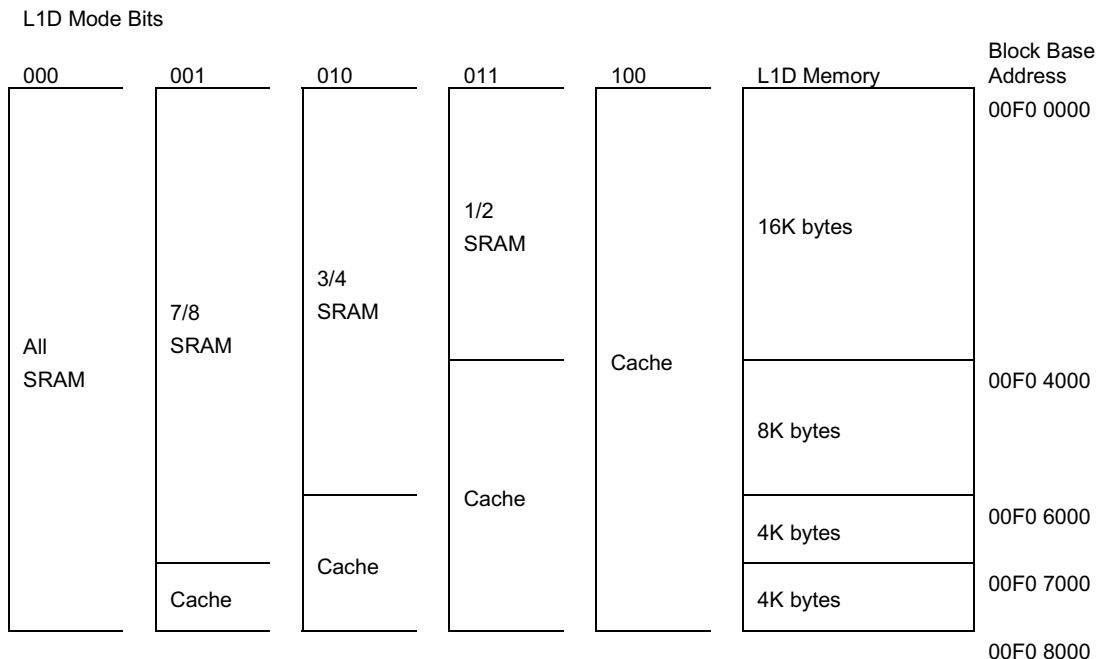 L1D Mode Bits
000 001 010 011 100 L1D Memory Block Base Address
00F0 0000
1/2
SRAM
16K bytes
3/4
SRAM
7/8
SRAM
All
SRAM
Cache
00F0 4000
8K bytes
Cache
00F0 6000
4K bytes
Cache
00F0 7000
Cache
4K bytes
00F0 8000